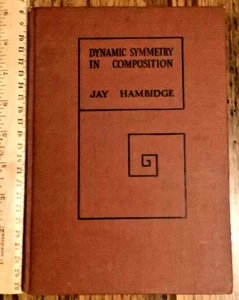 DYNAMIC SYMMETRY
IN COMPOSITION
JAY HAMBIDGE